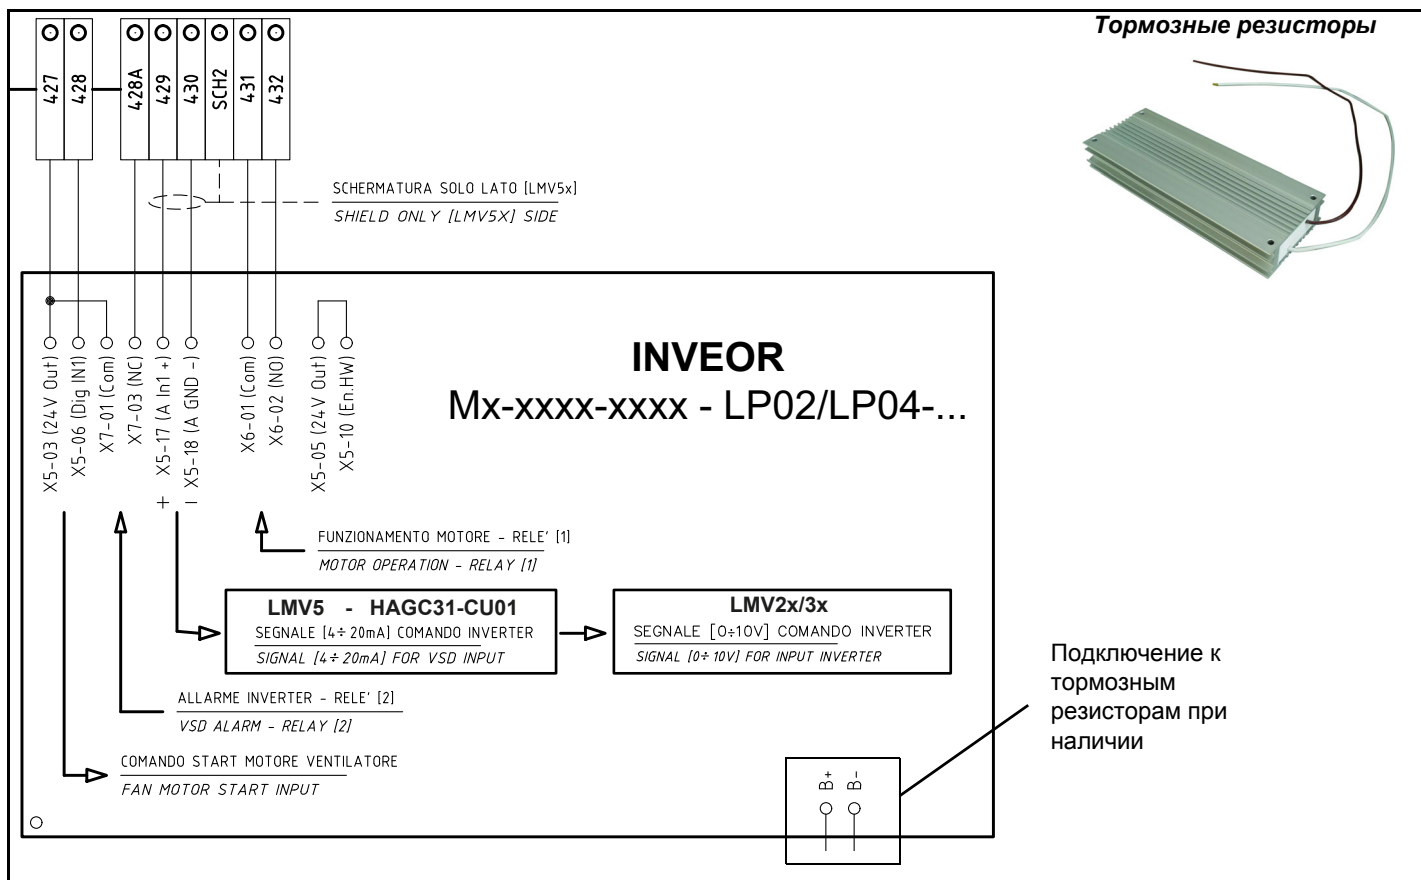 427
428
428A
429
430
SCH2
431
432
Тормозные резисторы
SCHERMATURA SOLO LATO [LMV5x]
SHIELD ONLY [LMV5X] SIDE
X5-03 (24V Out)
X5-06 (Dig IN1)
X7-01 (Com)
X7-03 (NC)
+ X5-17 (A In1 +)
- X5-18 (A GND -)
X6-01 (Com)
X6-02 (NO)
X5-05 (24V Out)
X5-10 (En.HW)
INVEOR
Mx-xxxx-xxxx - LP02/LP04-...
FUNZIONAMENTO MOTORE - RELE' [1]
MOTOR OPERATION - RELAY [1]
LMV5 - HAGC31-CU01
SEGNALE [4÷20mA] COMANDO INVERTER
SIGNAL [4÷20mA] FOR VSD INPUT
LMV2x/3x
SEGNALE [0÷10V] COMANDO INVERTER
SIGNAL [0÷10V] FOR INPUT INVERTER
ALLARME INVERTER - RELE' [2]
VSD ALARM - RELAY [2]
COMANDO START MOTORE VENTILATORE
FAN MOTOR START INPUT
B+
B-
Подключение к
тормозным
резисторам при
наличии